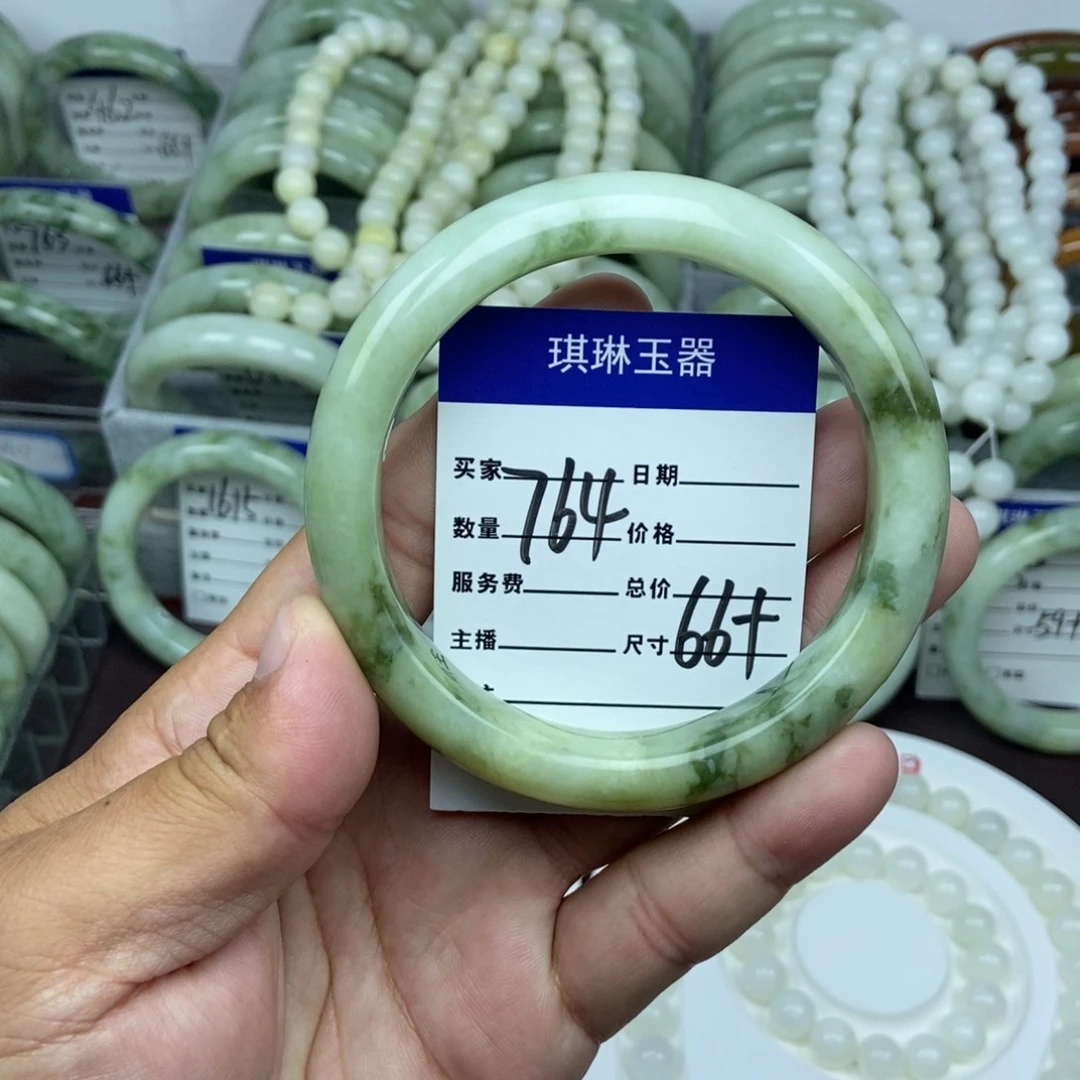 琪琳玉器
买家 764 日期
数量 价格
服务费 总价
主播 尺寸 66+
1615